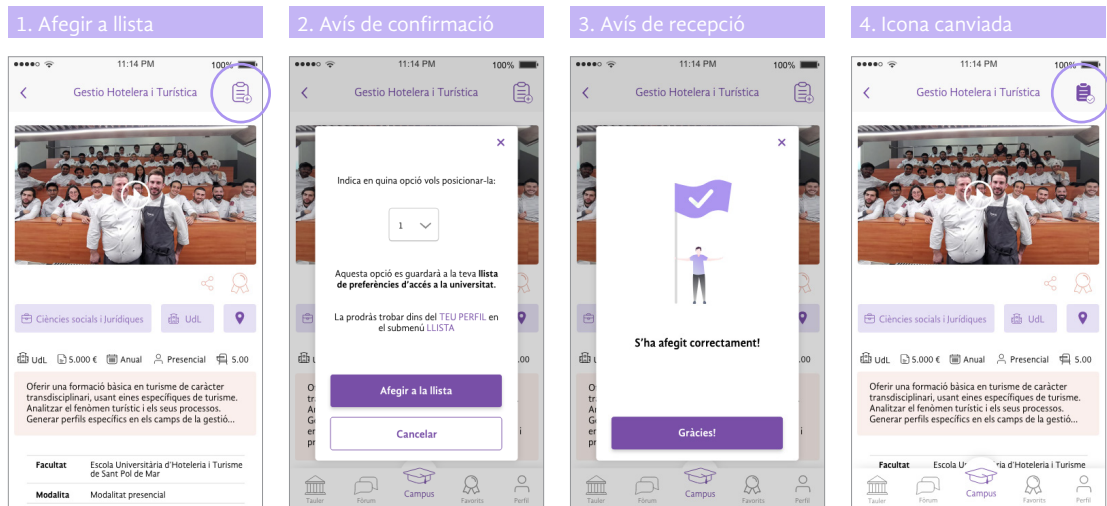 1. Afegir a llista
11:14 PM
100%
Gestio Hotelera i Turística
Ciències socials i Jurídiques
UdL
UdL
5.000 €
Anual
Presencial
5.00
Oferir una formació bàsica en turisme de caràcter
transdisciplinari, usant eines específiques de turisme.
Analitzar el fenòmen turístic i els seus processos.
Generar perfils específics en els camps de la gestió...
Facultat
Escola Universitària d'Hoteleria i Turisme
de Sant Pol de Mar
Modalita
Modalitat presencial
2. Avís de confirmació
11:14 PM
100%
Gestio Hotelera i Turística
Indica en quina opció vols posicionar-la:
1
Aquesta opció es guardarà a la teva llista
de preferències d'accés a la universitat.
La prodràs trobar dins del TEU PERFIL en
el submenú LLISTA
Afegir a la llista
Cancelar
.00
Tauler
Fòrum
Campus
Favorits
Perfil
3. Avís de recepció
11:14 PM
100%
Gestio Hotelera i Turística
S'ha afegit correctament!
Gràcies!
.00
Tauler
Fòrum
Campus
Favorits
Perfil
4. Icona canviada
11:14 PM
100%
Gestio Hotelera i Turística
Ciències socials i Jurídiques
UdL
UdL
5.000 €
Anual
Presencial
5.00
Oferir una formació bàsica en turisme de caràcter
transdisciplinari, usant eines específiques de turisme.
Analitzar el fenòmen turístic i els seus processos.
Generar perfils específics en els camps de la gestió...
Facultat
Escola U ria d'Hoteleria i Turisme
Tauler
Fòrum
Campus
Favorits
Perfil